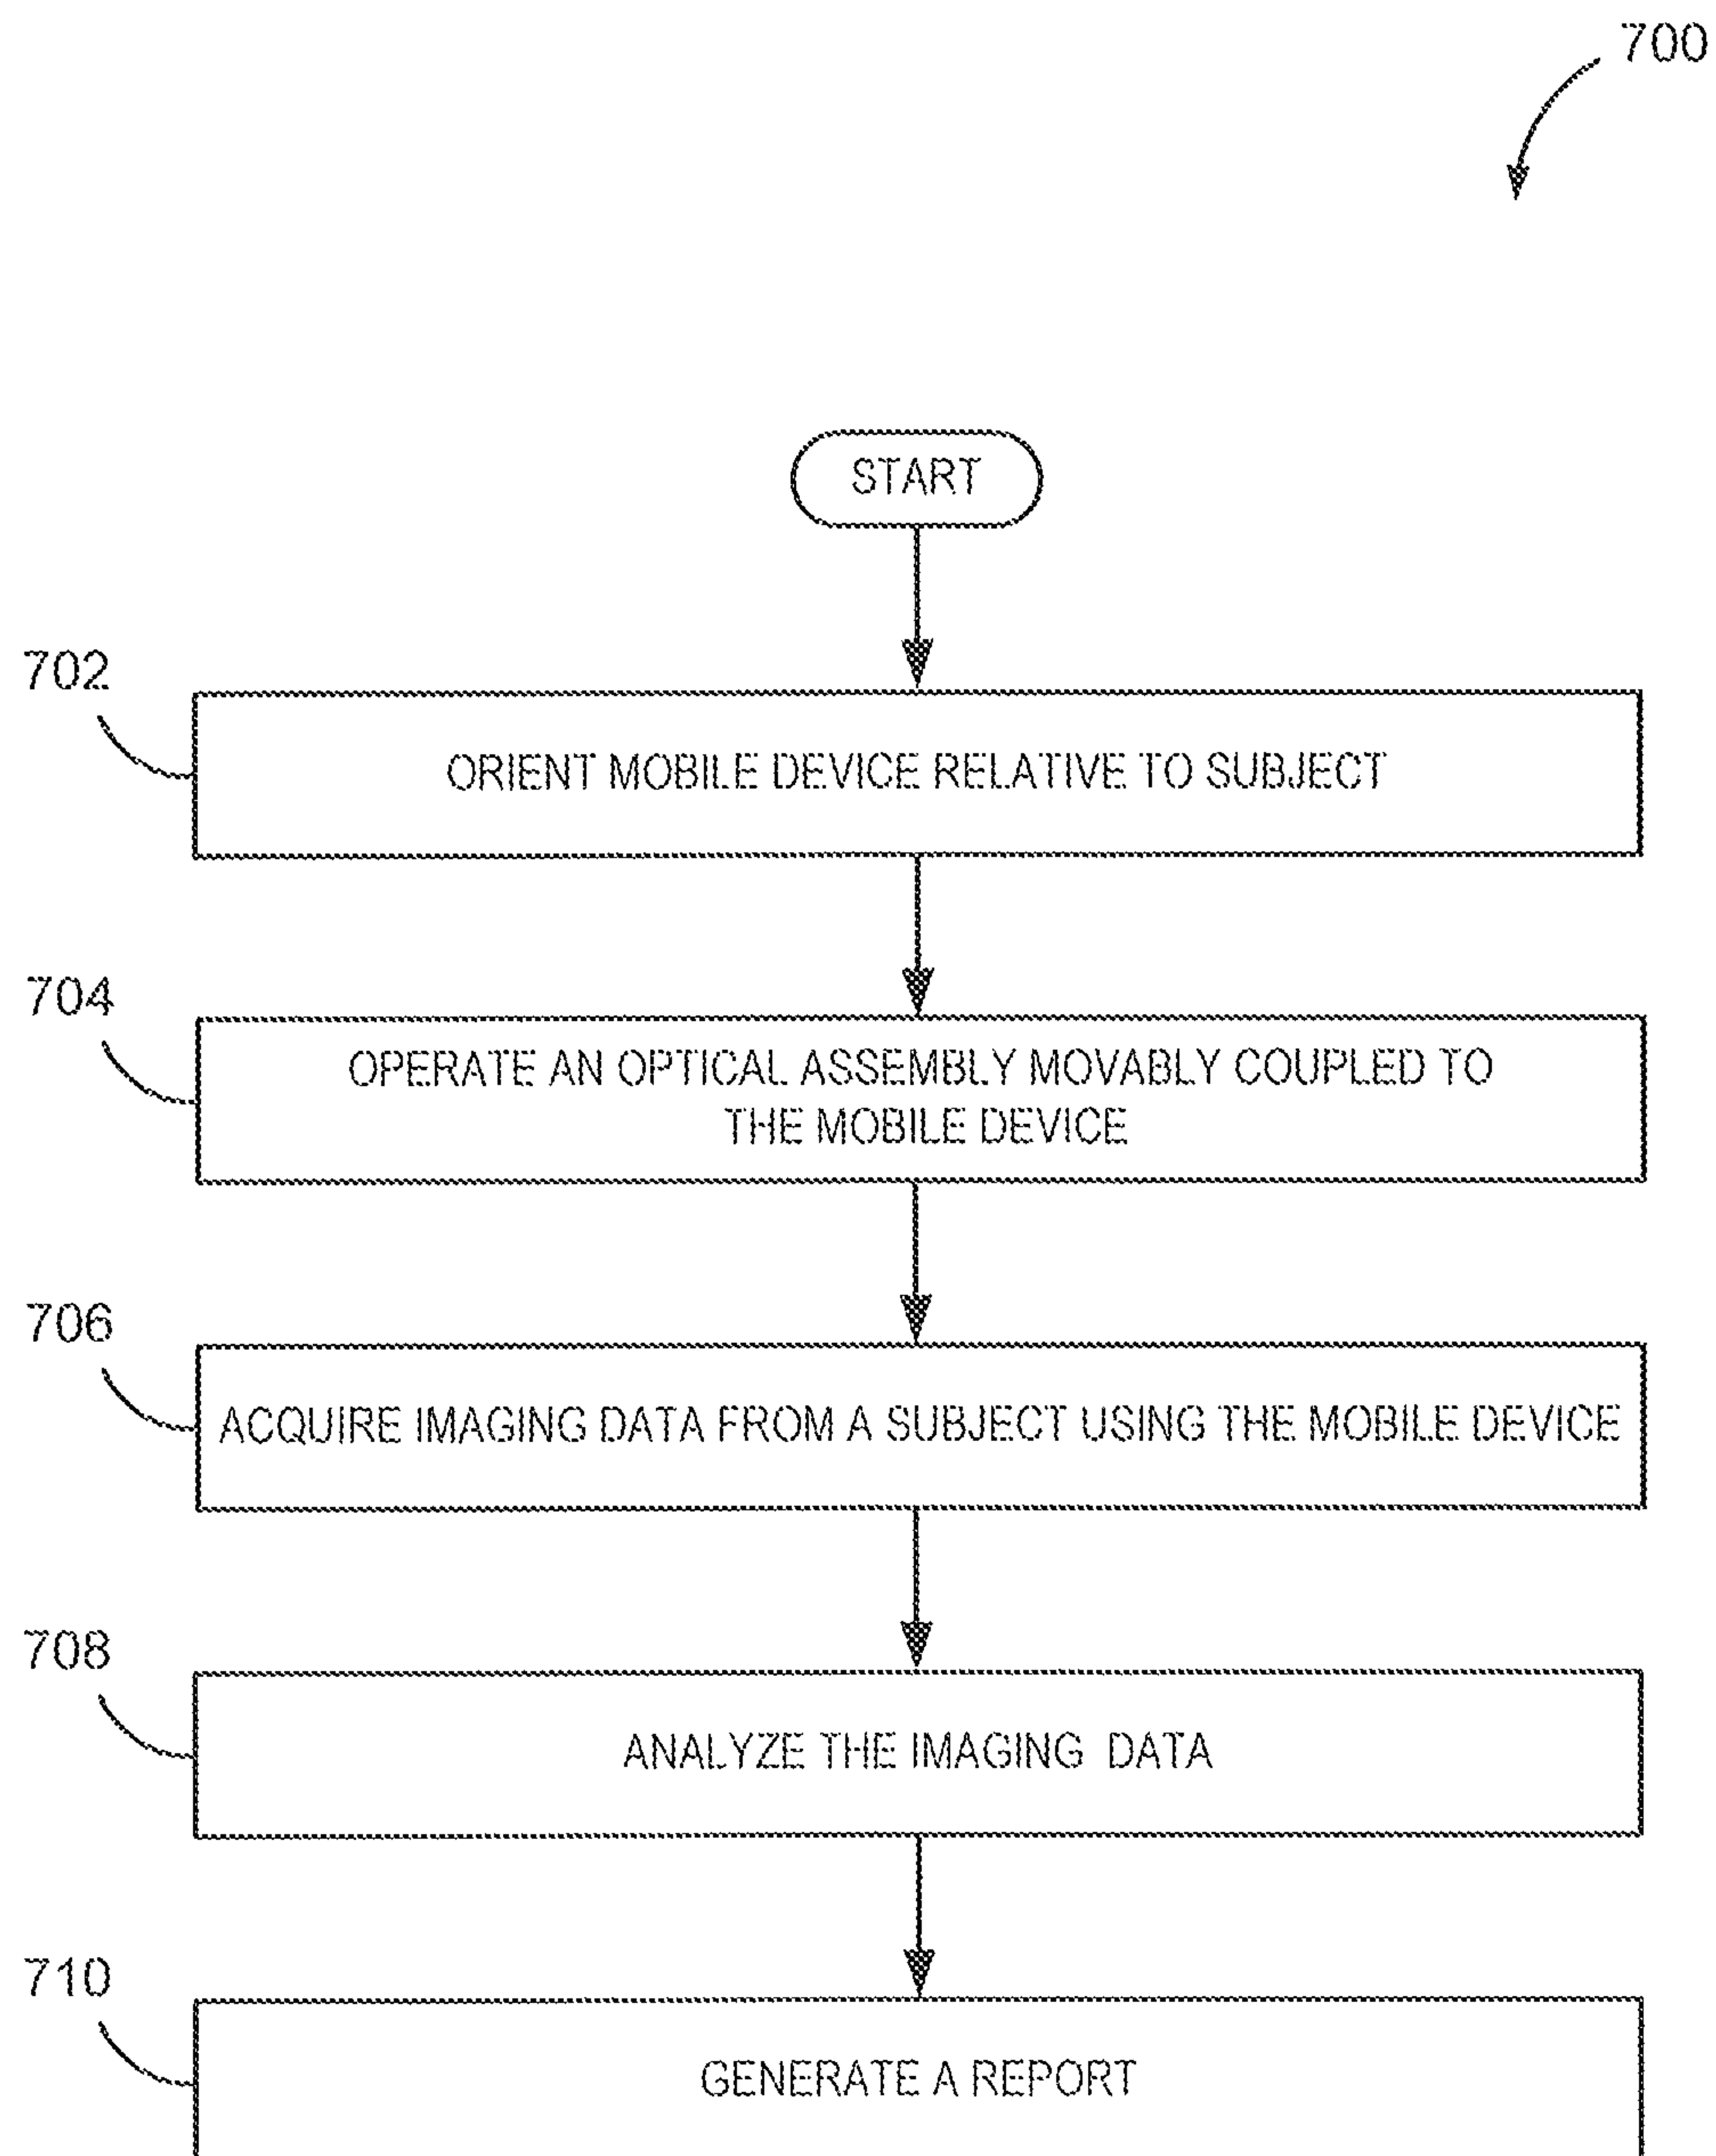 700
START
702
ORIENT MOBILE DEVICE RELATIVE TO SUBJECT
704
OPERATE AN OPTICAL ASSEMBLY MOVABLY COUPLED TO
THE MOBILE DEVICE
706
ACQUIRE IMAGING DATA FROM A SUBJECT USING THE MOBILE DEVICE
708
ANALYZE THE IMAGING DATA
710
GENERATE A REPORT